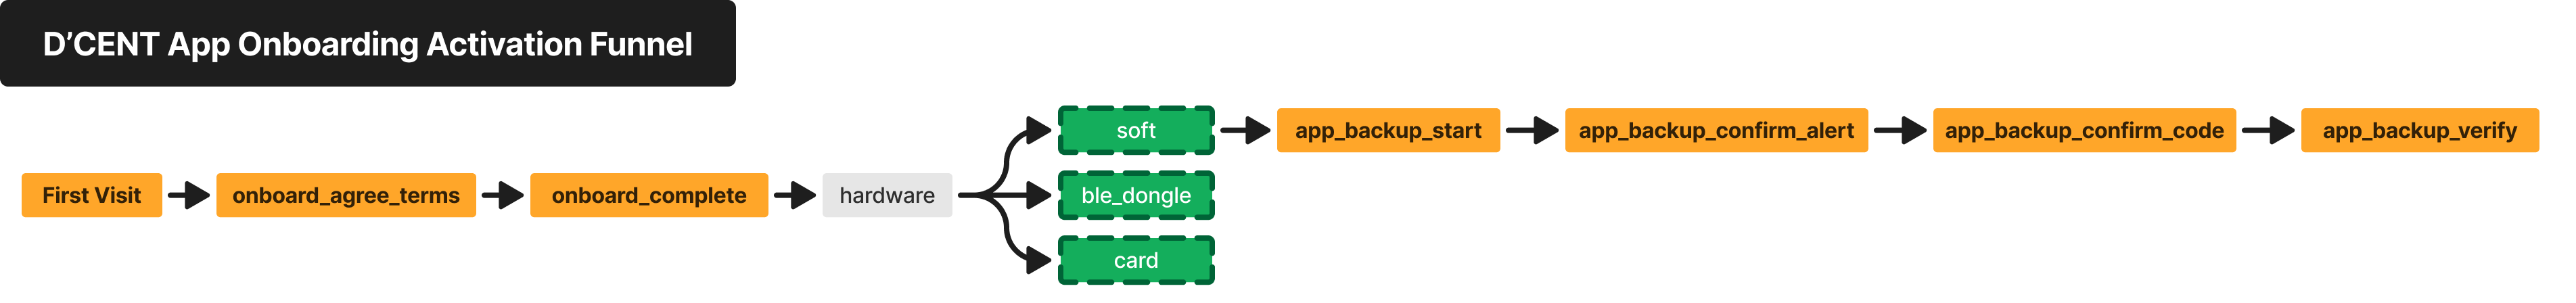 D’CENT App Onboarding Activation Funnel
First Visit
onboard_agree_terms
onboard_complete
hardware
soft
ble_dongle
card
app_backup_start
app_backup_confirm_alert
app_backup_confirm_code
app_backup_verify